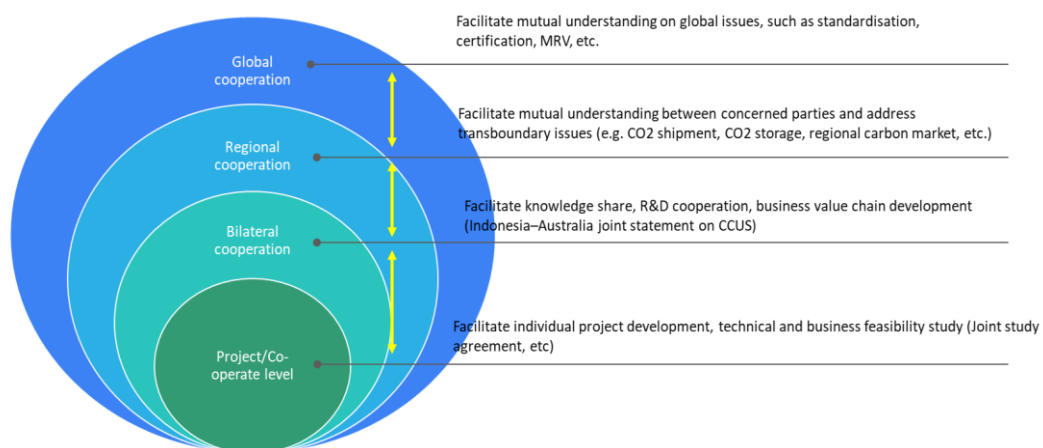 Facilitate mutual understanding on global issues, such as standardisation,
certification, MRV, etc.
Global
cooperation
Facilitate mutual understanding between concerned parties and address
transboundary issues (e.g. CO2 shipment, CO2 storage, regional carbon market, etc.)
Regional
cooperation
Facilitate knowledge share, R&D cooperation, business value chain development
(Indonesia–Australia joint statement on CCUS)
Bilateral
cooperation
Facilitate individual project development, technical and business feasibility study (Joint study
agreement, etc)
Project/Co-
operate level